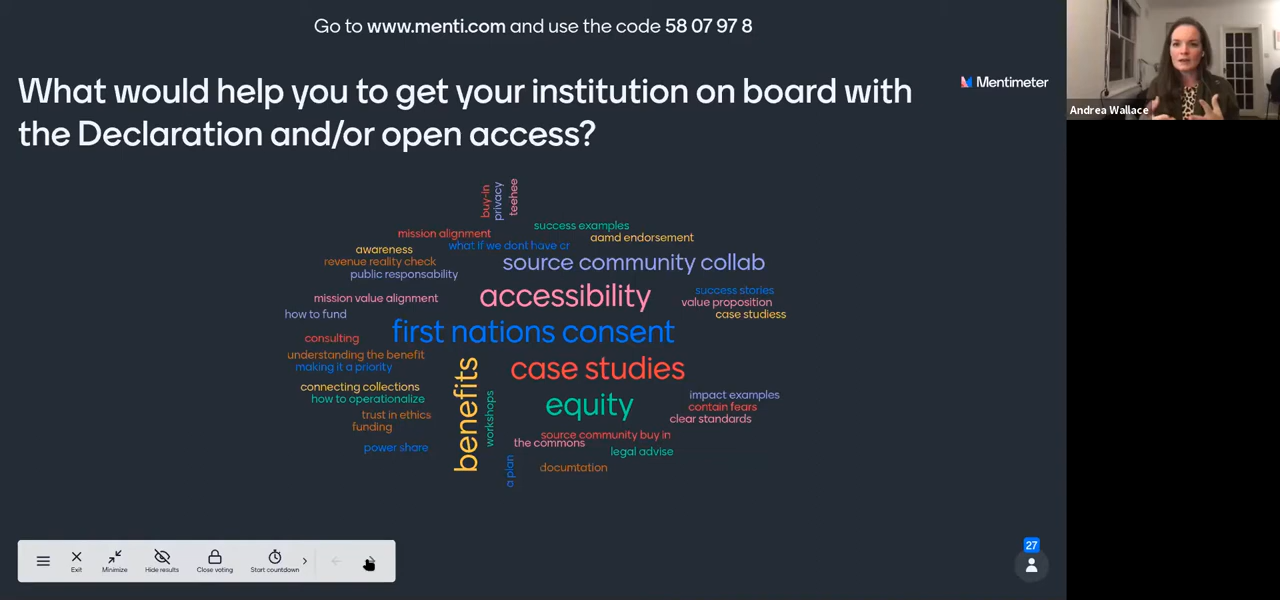 Go to www.menti.com and use the code 58 07 97 8
What would help you to get your institution on board with
the Declaration and/or open access?
Mentimeter
Andrea Wallace
buy-in
privacy
teehee
success examples
mission alignment
aamd endorsement
awareness
what if we dont have cr
revenue reality check
source community collab
public responsability
success stories
mission value alignment
accessibility
value proposition
how to fund
case studiess
first nations consent
consulting
understanding the benefit
making it a priority
case studies
benefits
connecting collections
impact examples
how to operationalize
workshops
equity
contain fears
trust in ethics
clear standards
funding
source community buy in
the commons
power share
legal advise
a plan
documtation
Exit
Minimize
Hide results
Close voting
Start countdown
27